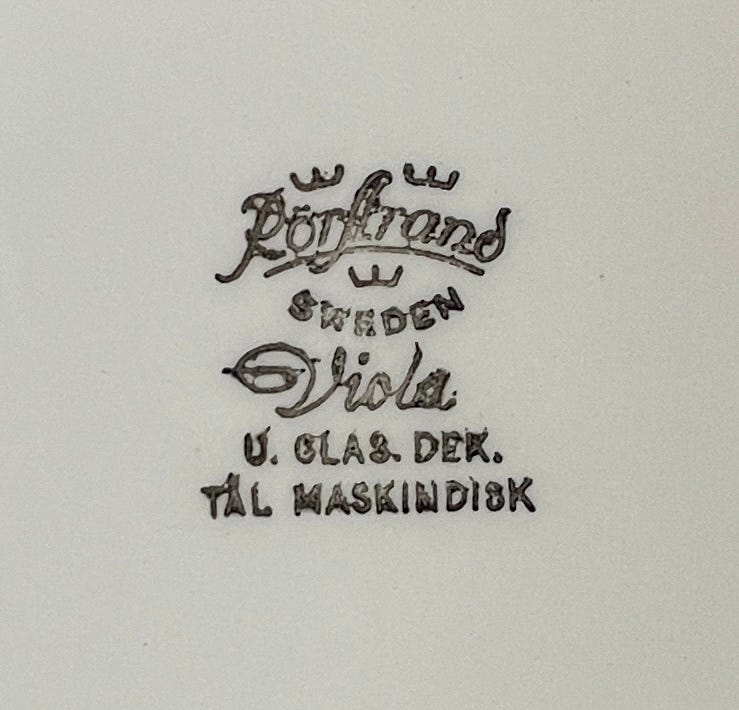 Rörstrand
SWEDEN
Viola
U. GLAS. DEK.
TÅL MASKINDISK